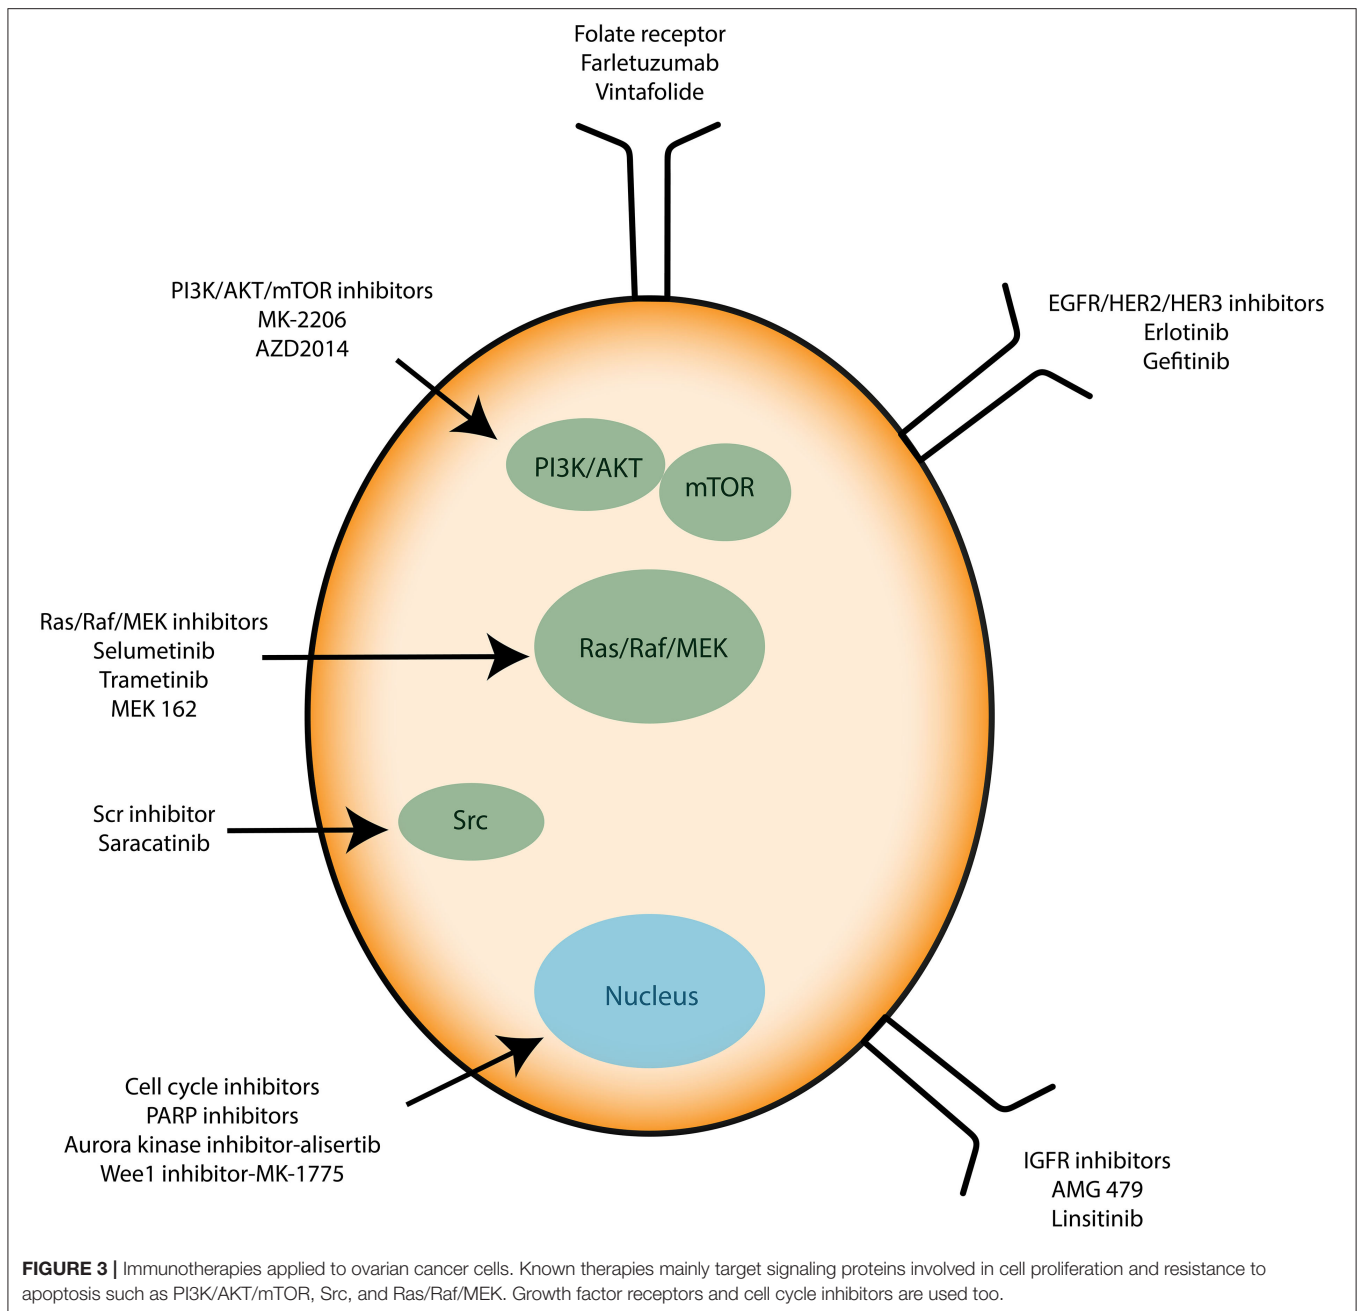 Folate receptor
Farletuzumab
Vintafolide
PI3K/AKT/mTOR inhibitors
MK-2206
AZD2014
EGFR/HER2/HER3 inhibitors
Erlotinib
Gefitinib
PI3K/AKT
mTOR
Ras/Raf/MEK inhibitors
Selumetinib
Trametinib
MEK 162
Ras/Raf/MEK
Scr inhibitor
Saracatinib
Src
Nucleus
Cell cycle inhibitors
PARP inhibitors
Aurora kinase inhibitor-alisertib
Wee1 inhibitor-MK-1775
IGFR inhibitors
AMG 479
Linsitinib
FIGURE 3 | Immunotherapies applied to ovarian cancer cells. Known therapies mainly target signaling proteins involved in cell proliferation and resistance to
apoptosis such as PI3K/AKT/mTOR, Src, and Ras/Raf/MEK. Growth factor receptors and cell cycle inhibitors are used too.